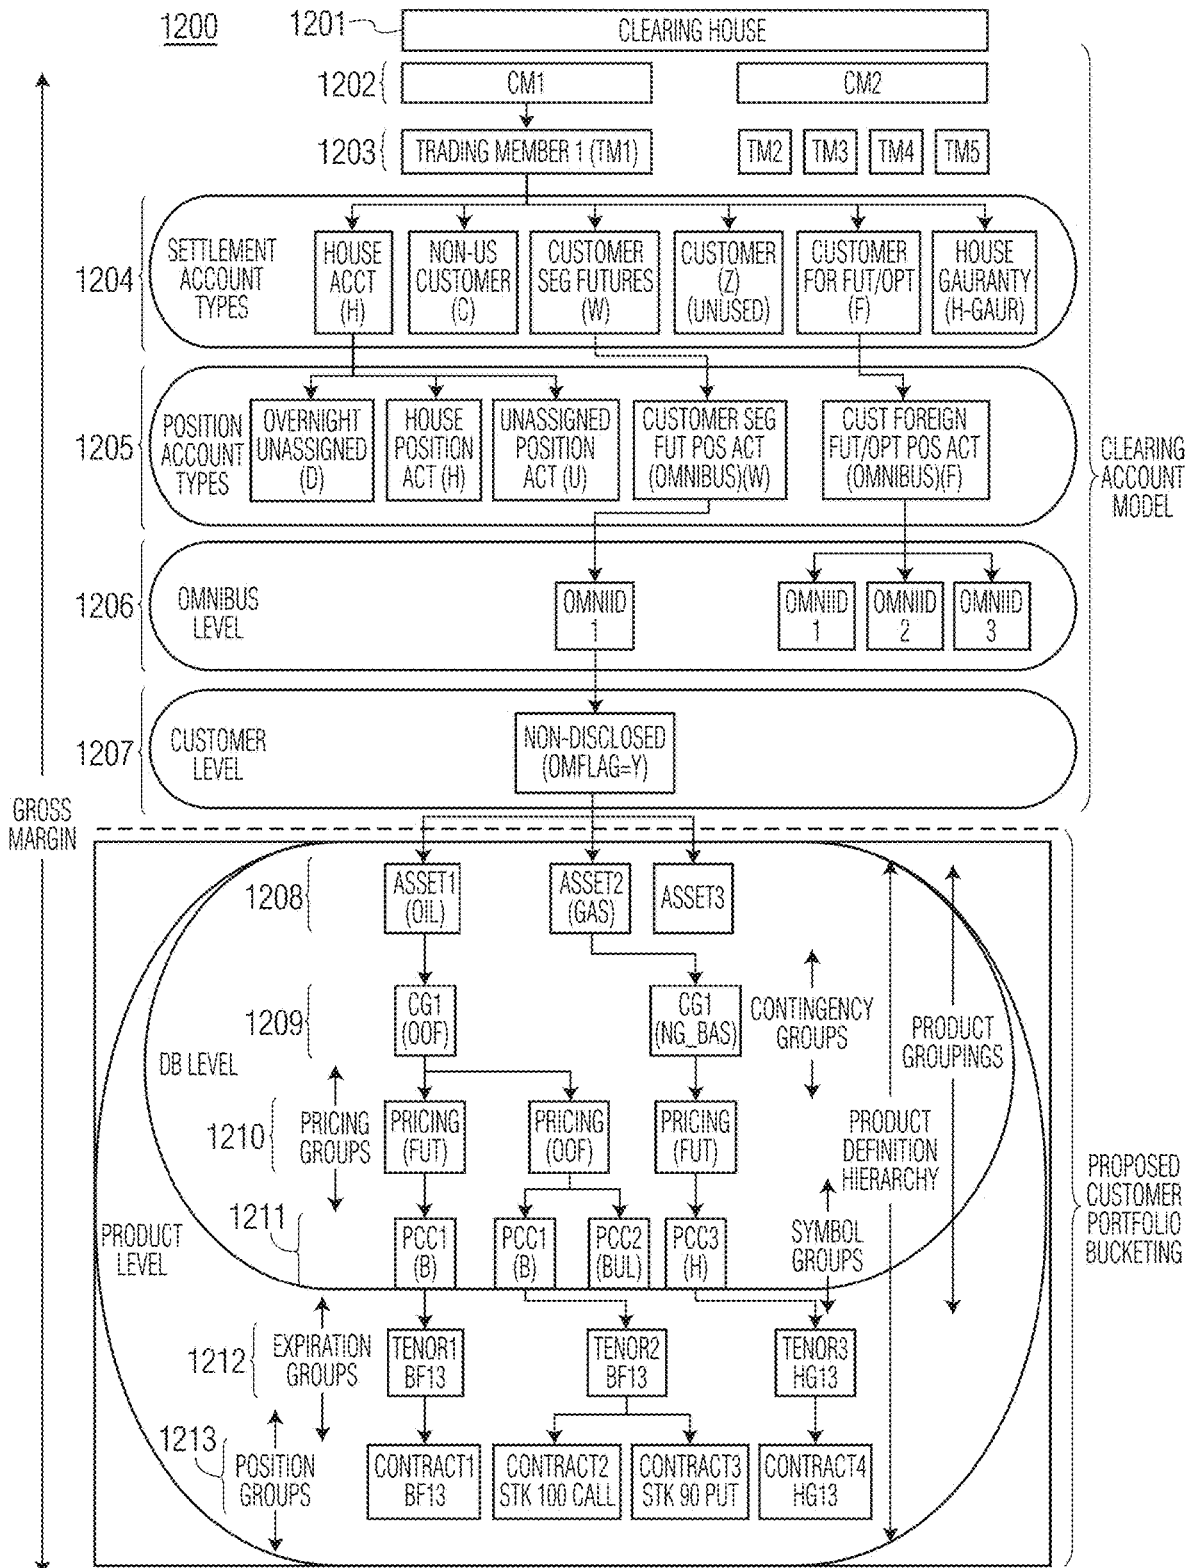 1200
1201
CLEARING HOUSE
1202
CM1
CM2
1203
TRADING MEMBER 1 (TM1)
TM2
TM3
TM4
TM5
1204
SETTLEMENT
ACCOUNT
TYPES
HOUSE
ACCT
(H)
NON-US
CUSTOMER
(C)
CUSTOMER
SEG FUTURES
(W)
CUSTOMER
(Z)
(UNUSED)
CUSTOMER
FOR FUT/OPT
(F)
HOUSE
GAURANTY
(H-GAUR)
1205
POSITION
ACCOUNT
TYPES
OVERNIGHT
UNASSIGNED
(D)
HOUSE
POSITION
ACT (H)
UNASSIGNED
POSITION
ACT (U)
CUSTOMER SEG
FUT POS ACT
(OMNIBUS)(W)
CUST FOREIGN
FUT/OPT POS ACT
(OMNIBUS)(F)
CLEARING
ACCOUNT
MODEL
1206
OMNIBUS
LEVEL
OMNIID
1
OMNIID
1
OMNIID
2
OMNIID
3
1207
CUSTOMER
LEVEL
NON-DISCLOSED
(OMFLAG=Y)
GROSS
MARGIN
1208
ASSET1
(OIL)
ASSET2
(GAS)
ASSET3
1209
CG1
(OOF)
CG1
(NG_BAS)
CONTINGENCY
GROUPS
PRODUCT
GROUPINGS
DB LEVEL
1210
PRICING
GROUPS
PRICING
(FUT)
PRICING
(OOF)
PRICING
(FUT)
PRODUCT
DEFINITION
HIERARCHY
PROPOSED
CUSTOMER
PORTFOLIO
BUCKETING
1211
PRODUCT
LEVEL
PCC1
(B)
PCC1
(B)
PCC2
(BUL)
PCC3
(H)
SYMBOL
GROUPS
1212
EXPIRATION
GROUPS
TENOR1
BF13
TENOR2
BF13
TENOR3
HG13
1213
POSITION
GROUPS
CONTRACT1
BF13
CONTRACT2
STK 100 CALL
CONTRACT3
STK 90 PUT
CONTRACT4
HG13